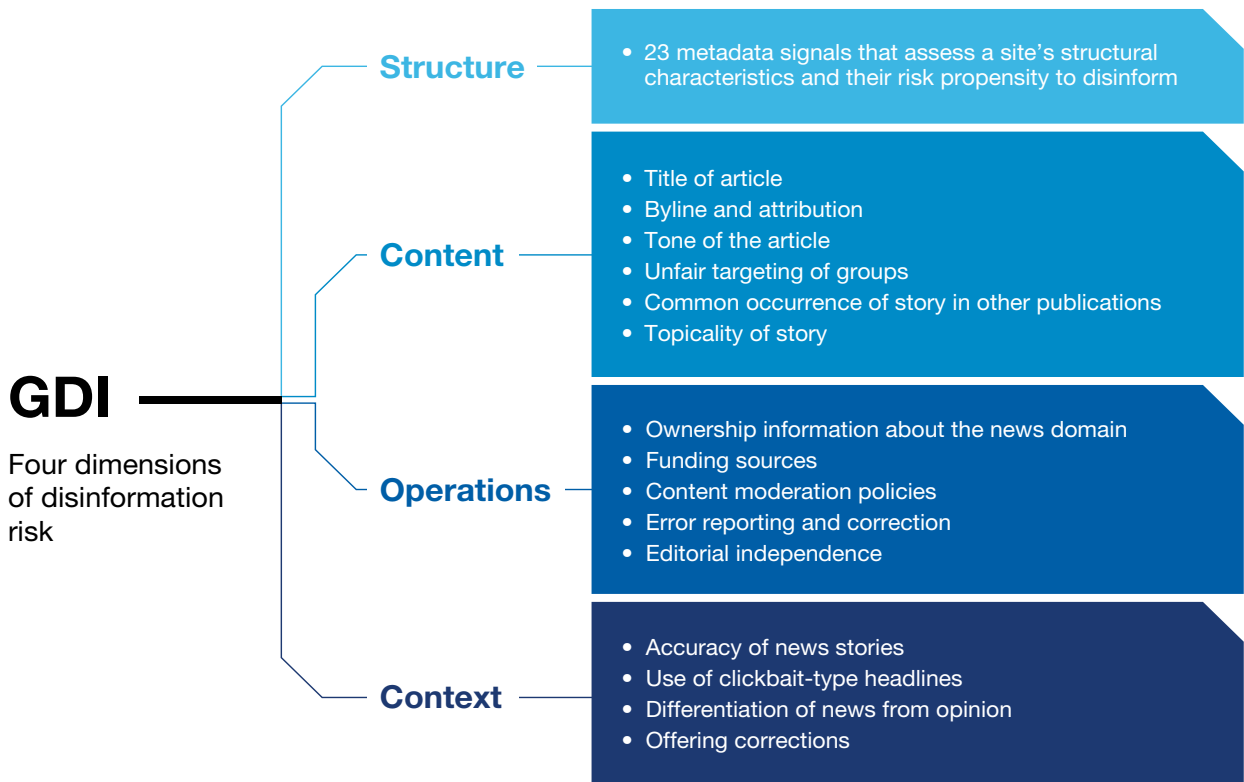 GDI
Four dimensions
of disinformation
risk
Structure
• 23 metadata signals that assess a site's structural
characteristics and their risk propensity to disinform
Content
• Title of article
• Byline and attribution
• Tone of the article
• Unfair targeting of groups
• Common occurrence of story in other publications
• Topicality of story
Operations
• Ownership information about the news domain
• Funding sources
• Content moderation policies
• Error reporting and correction
• Editorial independence
Context
• Accuracy of news stories
• Use of clickbait-type headlines
• Differentiation of news from opinion
• Offering corrections